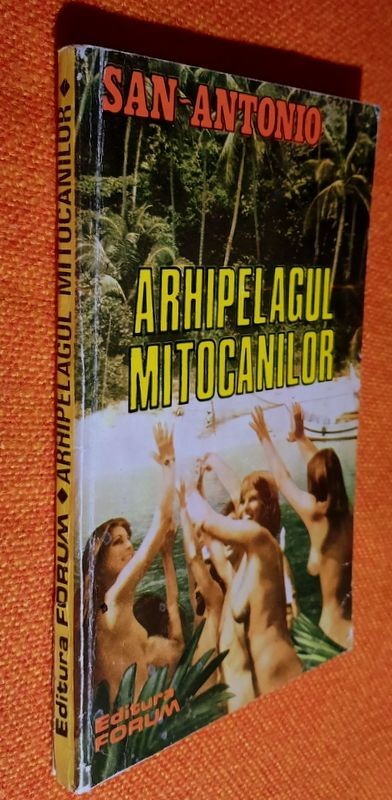 SAN-ANTONIO
ARHIPELAGUL
MITOCANILOR
Editura
FORUM
Editura FORUM ◆ ARHIPELAGUL MITOCANILOR ◆